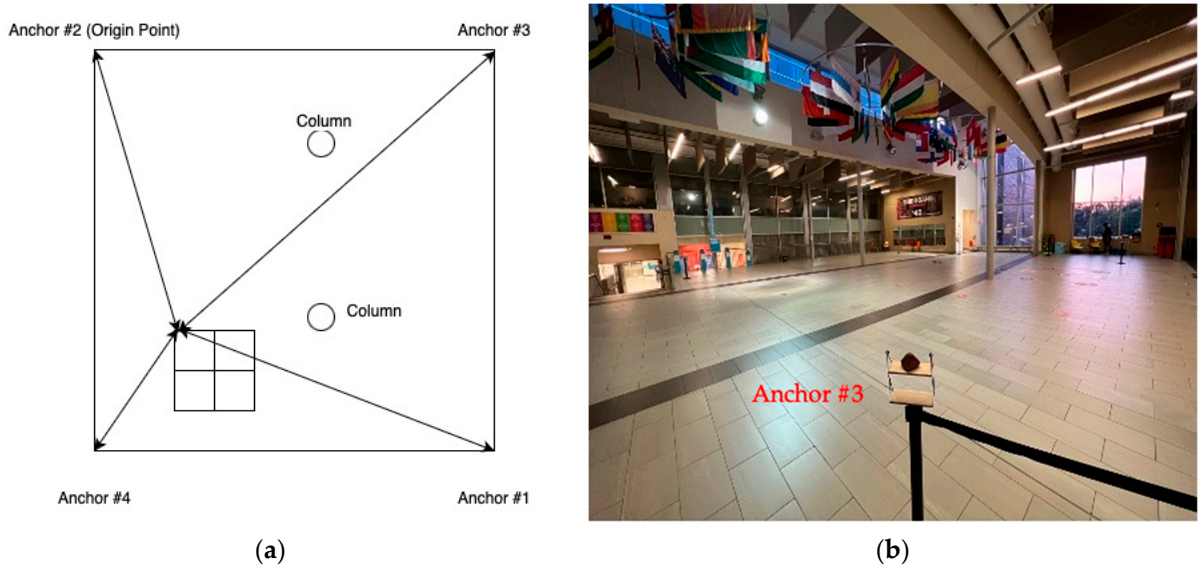 Anchor #2 (Origin Point)
Anchor #3
Column
Column
Anchor #4
Anchor #1
(a)
Anchor #3
(b)